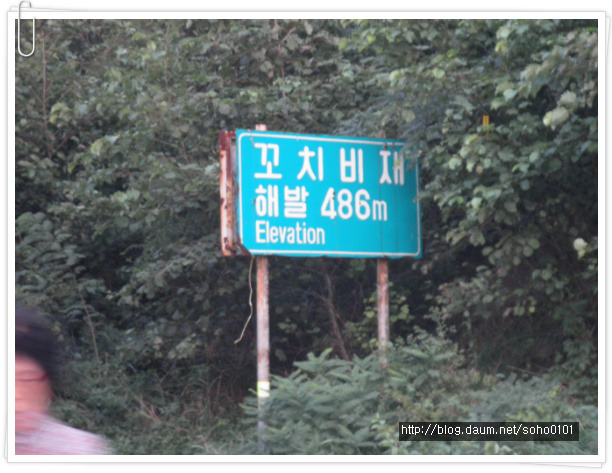 꼬치비재
해발 486m
Elevation
http://blog.daum.net/soho0101